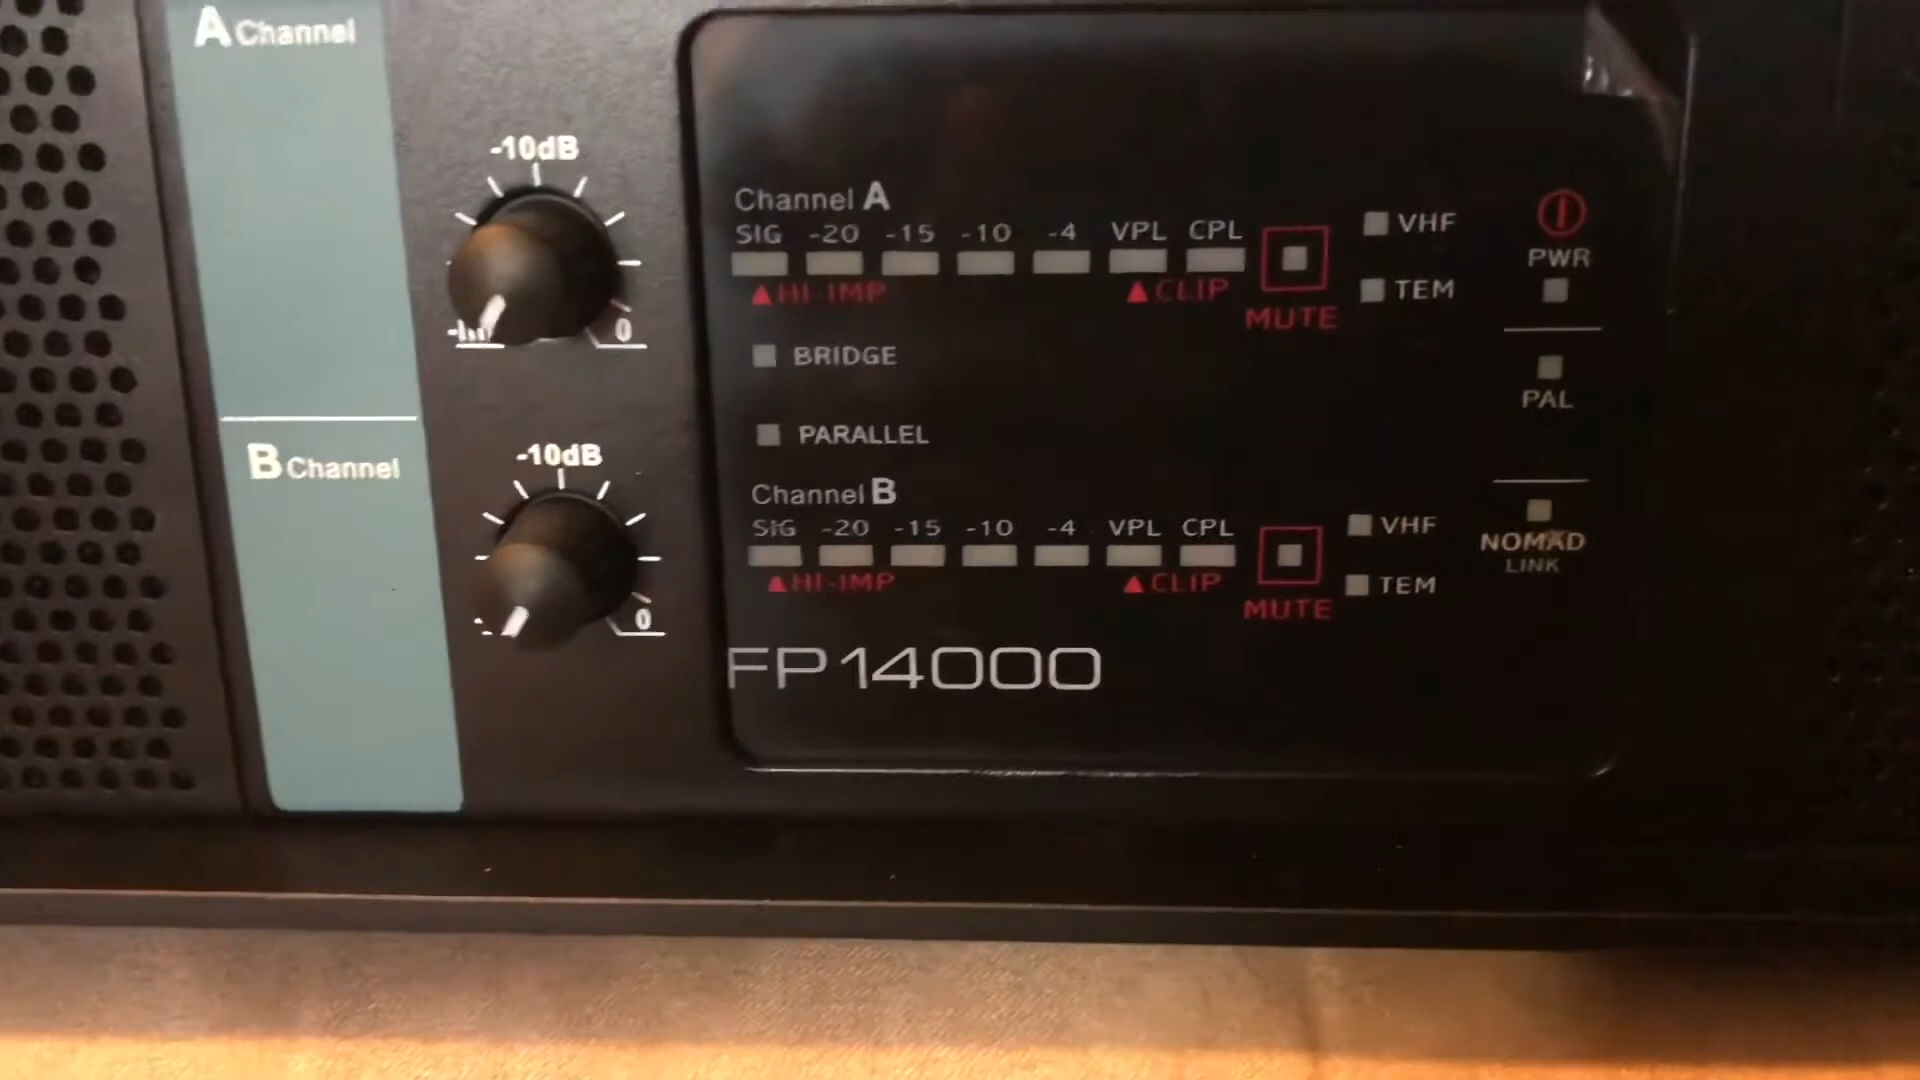 A Channel
-10dB
0
B Channel
-10dB
0
Channel A
SIG -20 -15 -10 -4 VPL CPL
▲HI-IMP ▲CLIP
MUTE
VHF
TEM
BRIDGE
PARALLEL
Channel B
SIG -20 -15 -10 -4 VPL CPL
▲HI-IMP ▲CLIP
MUTE
VHF
TEM
PWR
PAL
NOMAD
LINK
FP14000